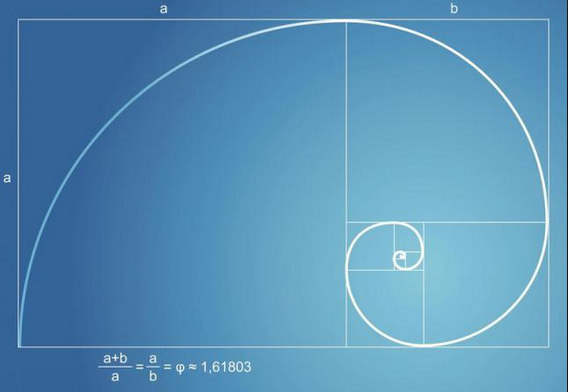 a b
a
a+b/a = a/b = φ ≈ 1,61803